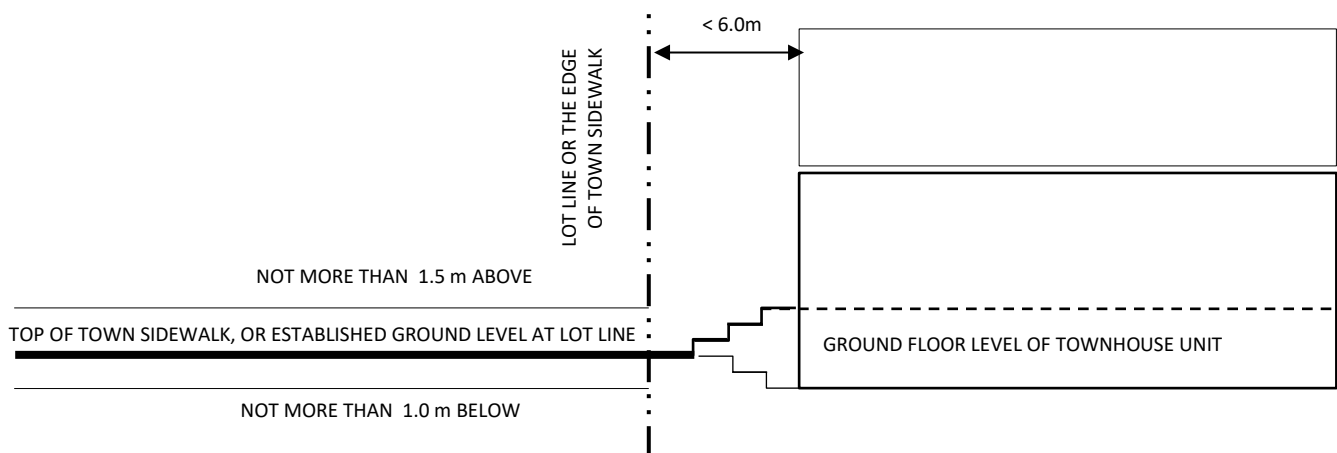 < 6.0m
LOT LINE OR THE EDGE
OF TOWN SIDEWALK
NOT MORE THAN 1.5 m ABOVE
TOP OF TOWN SIDEWALK, OR ESTABLISHED GROUND LEVEL AT LOT LINE
GROUND FLOOR LEVEL OF TOWNHOUSE UNIT
NOT MORE THAN 1.0 m BELOW